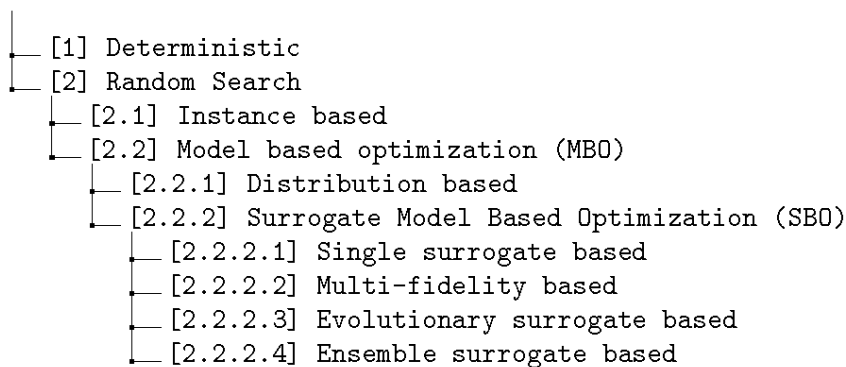 [1] Deterministic
[2] Random Search
[2.1] Instance based
[2.2] Model based optimization (MBO)
[2.2.1] Distribution based
[2.2.2] Surrogate Model Based Optimization (SBO)
[2.2.2.1] Single surrogate based
[2.2.2.2] Multi-fidelity based
[2.2.2.3] Evolutionary surrogate based
[2.2.2.4] Ensemble surrogate based